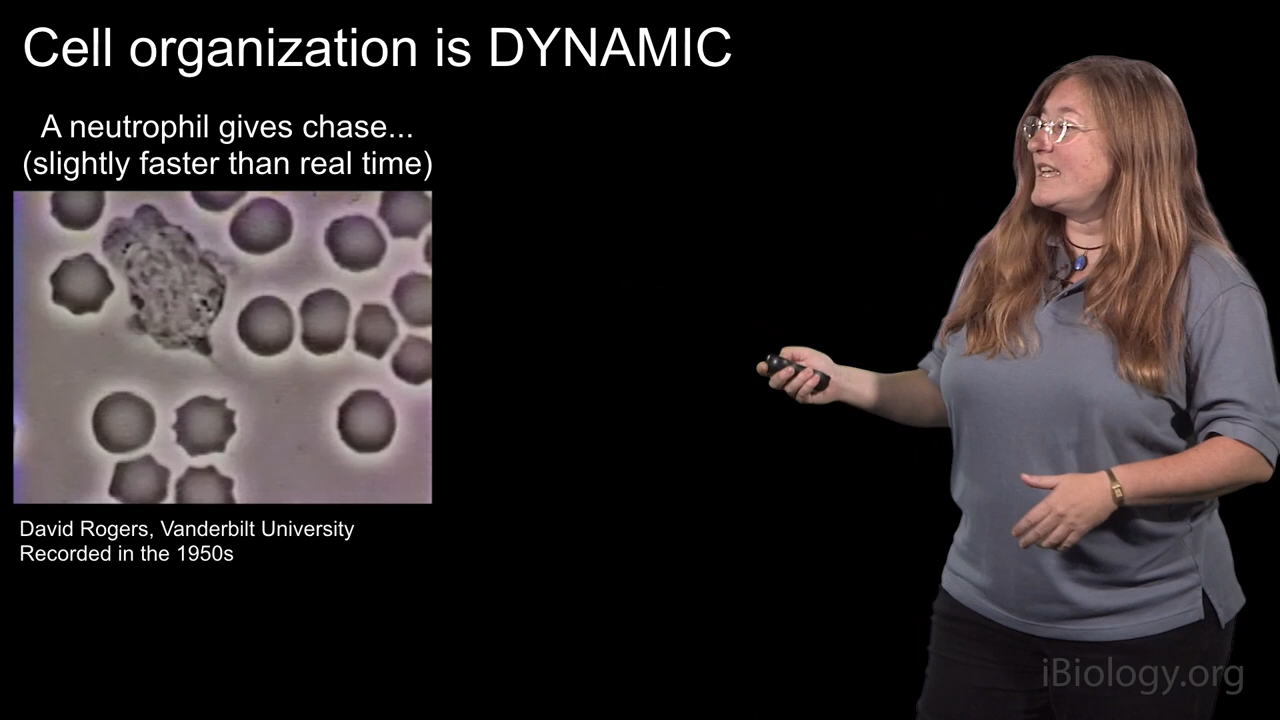 Cell organization is DYNAMIC
A neutrophil gives chase...
(slightly faster than real time)
David Rogers, Vanderbilt University
Recorded in the 1950s
iBiology.org